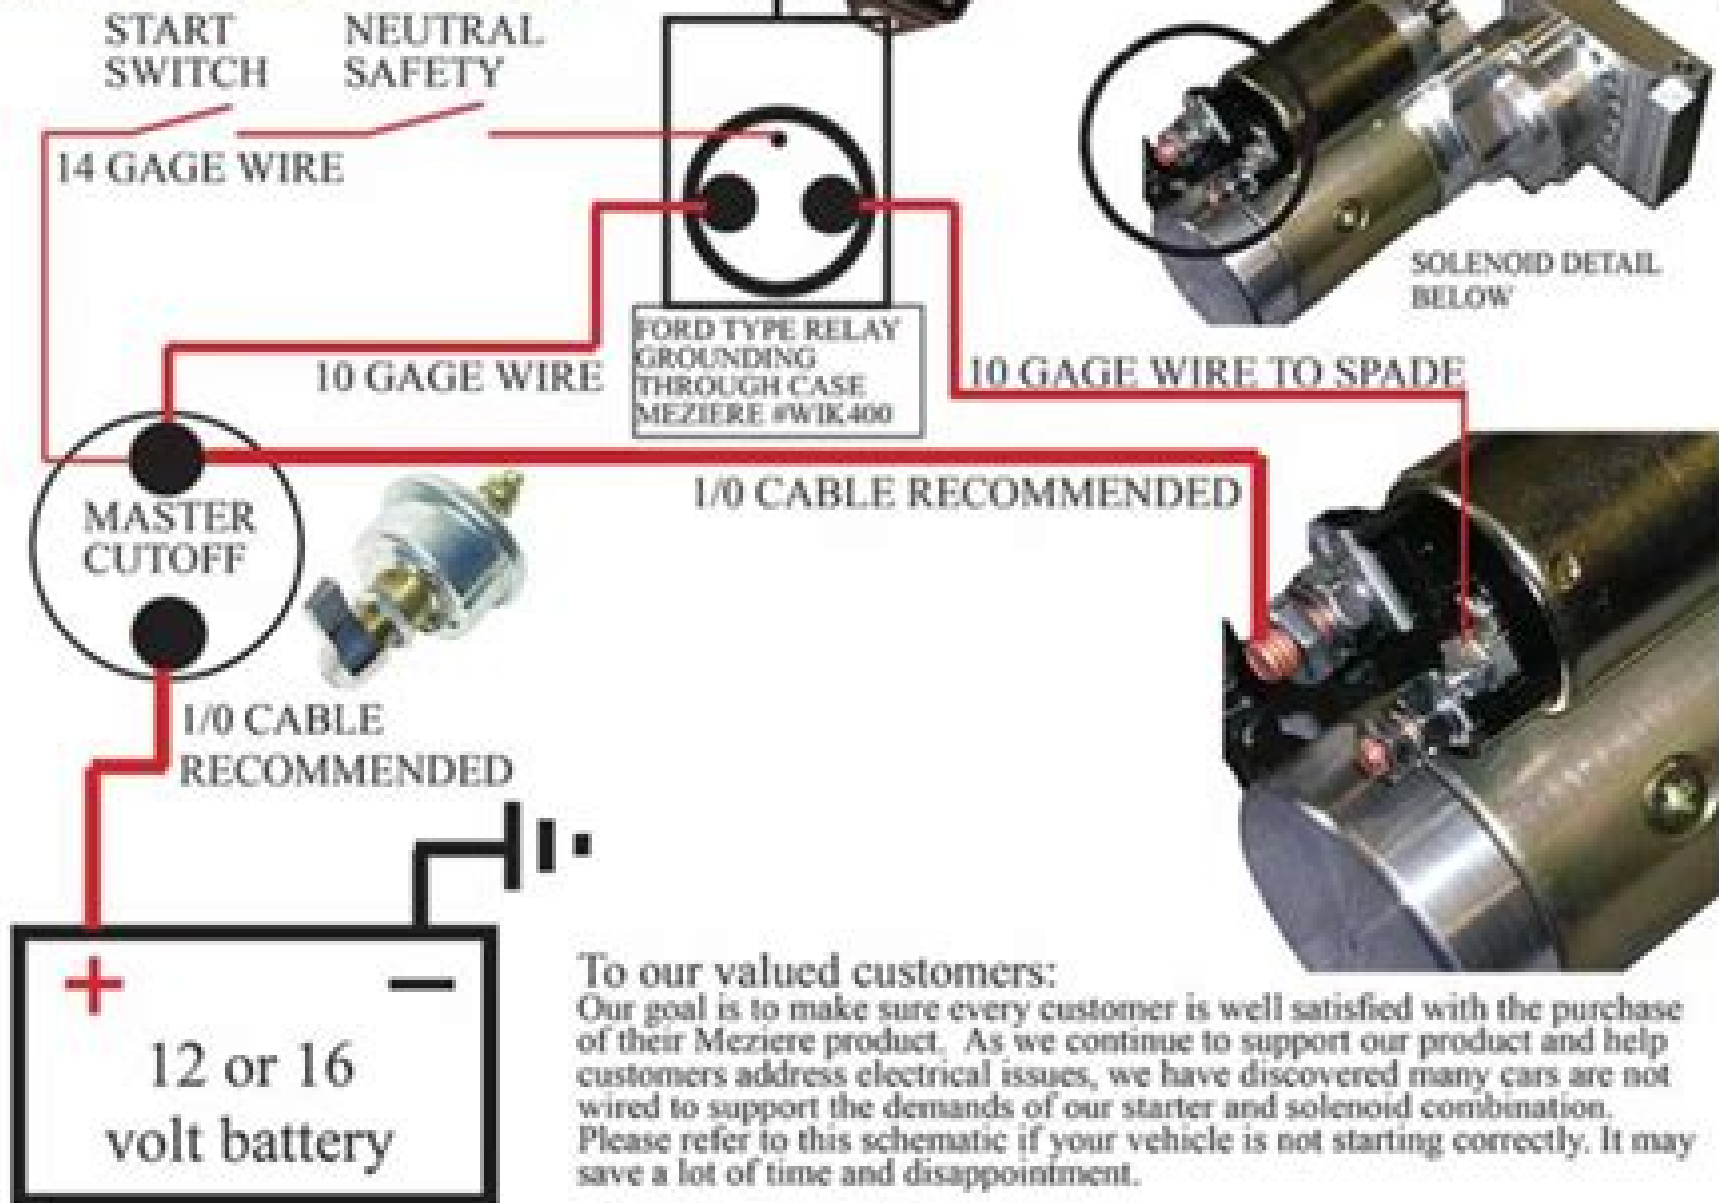 START
SWITCH
NEUTRAL
SAFETY
14 GAGE WIRE
SOLENOID DETAIL
BELOW
FORD TYPE RELAY
GROUNDING
THROUGH CASE
MEZIERE #WIK400
10 GAGE WIRE
10 GAGE WIRE TO SPADE
1/0 CABLE RECOMMENDED
MASTER
CUTOFF
1/0 CABLE
RECOMMENDED
+ −
12 or 16
volt battery
To our valued customers:
Our goal is to make sure every customer is well satisfied with the purchase
of their Meziere product. As we continue to support our product and help
customers address electrical issues, we have discovered many cars are not
wired to support the demands of our starter and solenoid combination.
Please refer to this schematic if your vehicle is not starting correctly. It may
save a lot of time and disappointment.